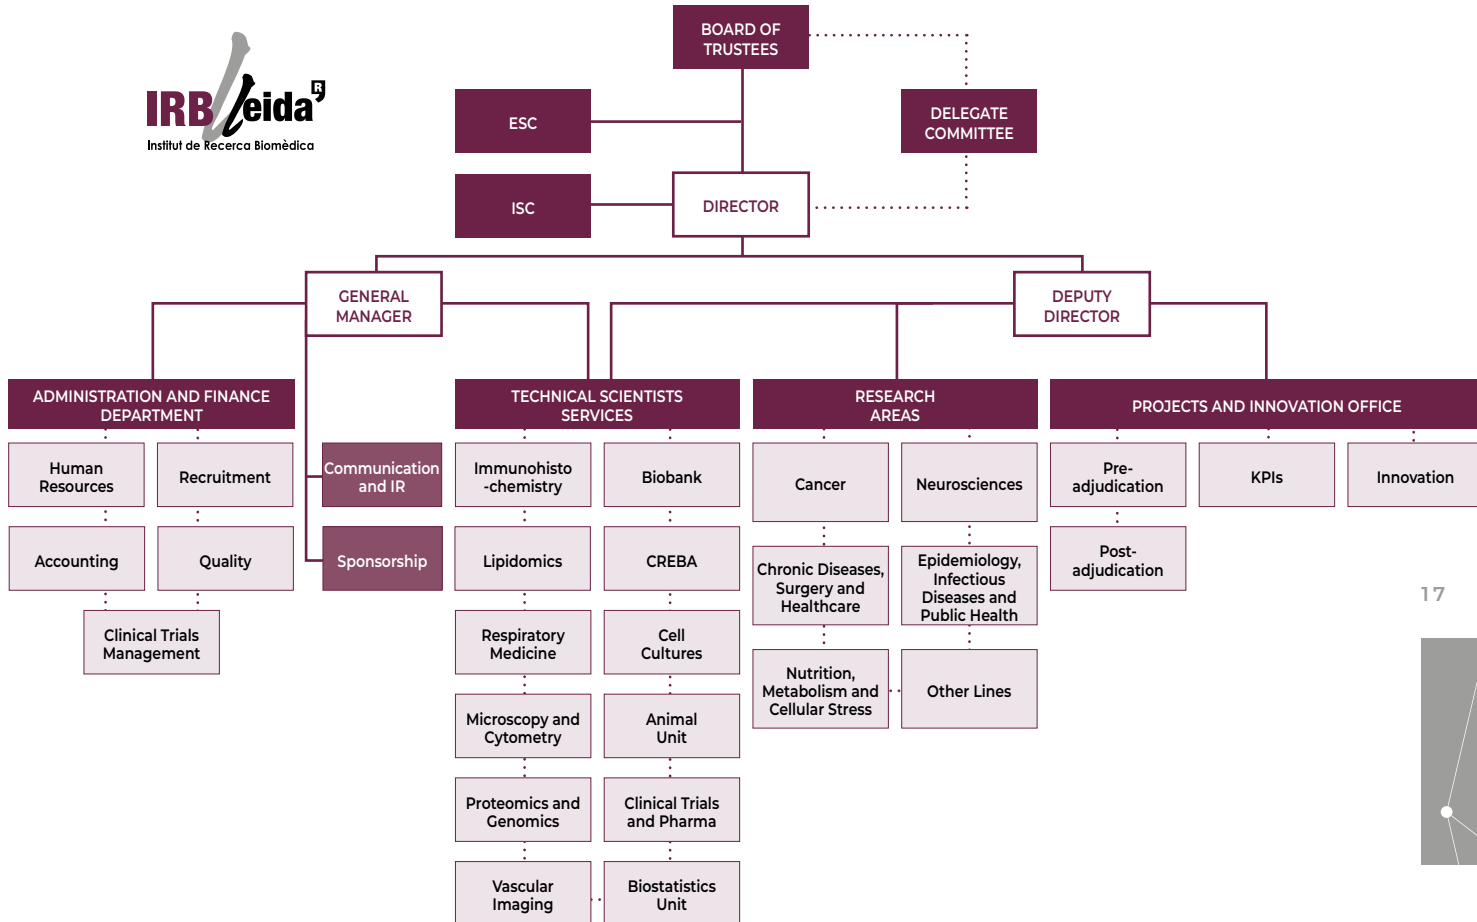 BOARD OF
TRUSTEES
IRBLleida
R
Institut de Recerca Biomèdica
ESC
DELEGATE
COMMITTEE
ISC
DIRECTOR
GENERAL
MANAGER
DEPUTY
DIRECTOR
ADMINISTRATION AND FINANCE
DEPARTMENT
TECHNICAL SCIENTISTS
SERVICES
RESEARCH
AREAS
PROJECTS AND INNOVATION OFFICE
Human
Resources
Recruitment
Communication
and IR
Immunohisto
-chemistry
Biobank
Cancer
Neurosciences
Pre-
adjudication
KPIs
Innovation
Accounting
Quality
Sponsorship
Lipidomics
CREBA
Chronic Diseases,
Surgery and
Healthcare
Epidemiology,
Infectious
Diseases and
Public Health
Post-
adjudication
17
Clinical Trials
Management
Respiratory
Medicine
Cell
Cultures
Nutrition,
Metabolism and
Cellular Stress
Other Lines
Microscopy and
Cytometry
Animal
Unit
Proteomics and
Genomics
Clinical Trials
and Pharma
Vascular
Imaging
Biostatistics
Unit